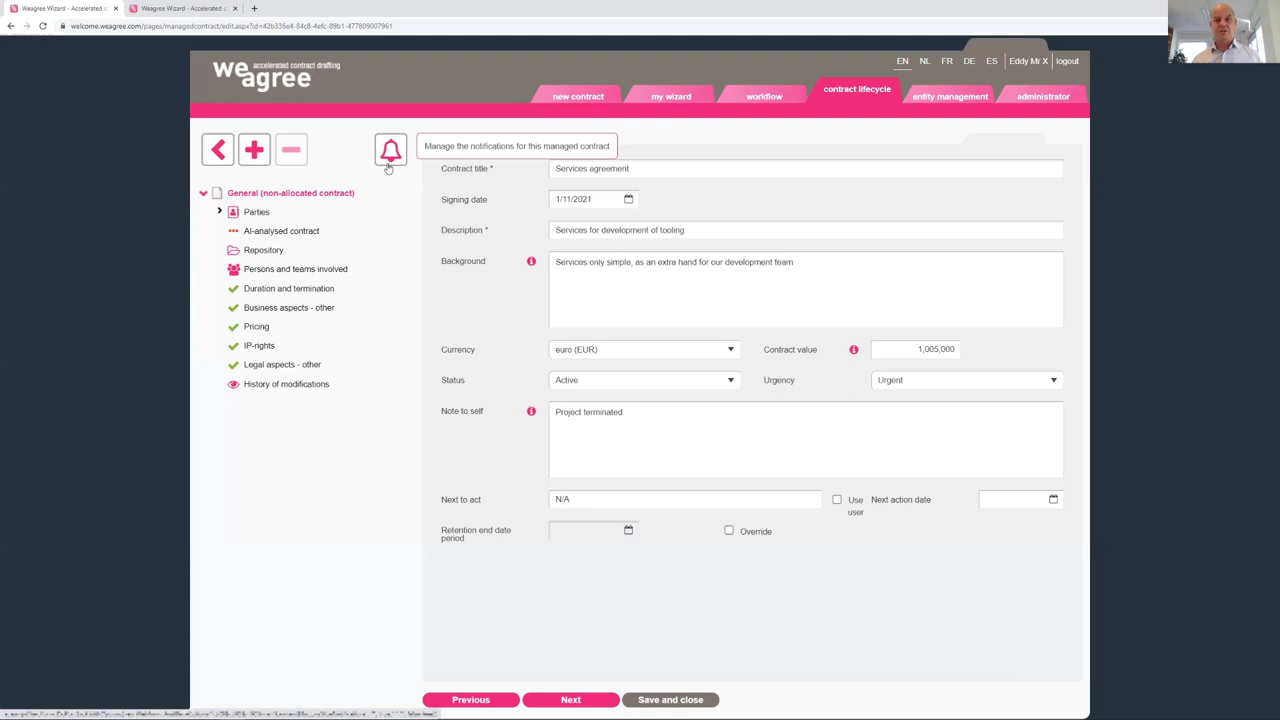 Weagree Wizard - Accelerated c
Weagree Wizard - Accelerated c
welcome.weagree.com/pages/managedcontract/edit.aspx?id=42b336e4-84c8-4efc-89b1-477809007961
weagree accelerated contract drafting
EN NL FR DE ES Eddy Mr X logout
new contract my wizard workflow contract lifecycle entity management administrator
Manage the notifications for this managed contract
General (non-allocated contract)
Parties
AI-analysed contract
Repository
Persons and teams involved
Duration and termination
Business aspects - other
Pricing
IP-rights
Legal aspects - other
History of modifications
Contract title * Services agreement
Signing date 1/11/2021
Description * Services for development of tooling
Background Services only simple, as an extra hand for our development team
Currency euro (EUR) Contract value 1,005,000
Status Active Urgency Urgent
Note to self Project terminated
Next to act N/A Use user Next action date
Retention end date period Override
Previous Next Save and close